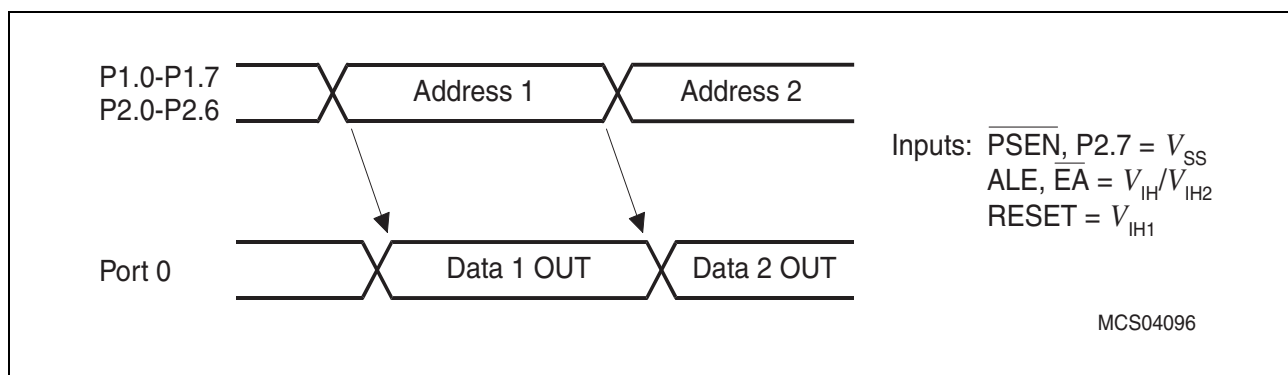 P1.0-P1.7
P2.0-P2.6
Address 1
Address 2
Inputs: PSEN, P2.7 = VSS
ALE, EA = VIH/VIH2
RESET = VIH1
Port 0
Data 1 OUT
Data 2 OUT
MCS04096